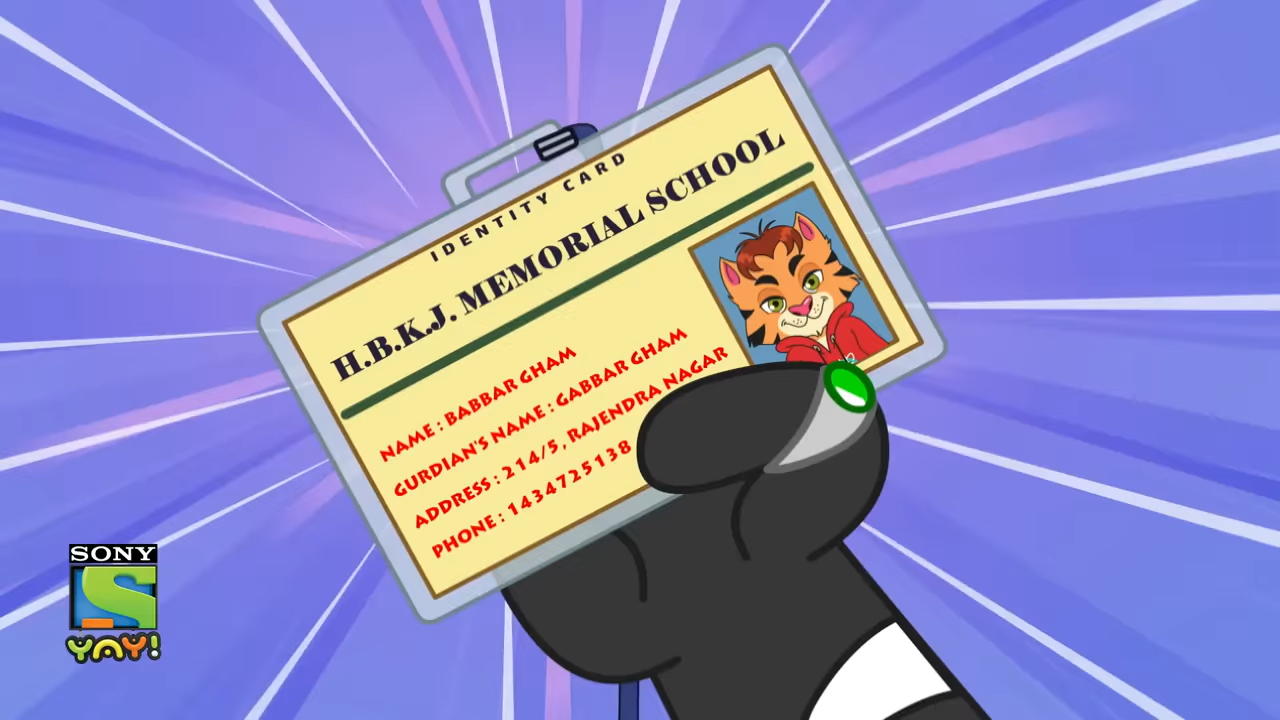 IDENTITY CARD
H.B.K.J. MEMORIAL SCHOOL
NAME : BABBAR GHAM
GURDIAN'S NAME : GABBAR GHAM
ADDRESS : 214/5, RAJENDRA NAGAR
PHONE : 1434725138
SONY
YAY!